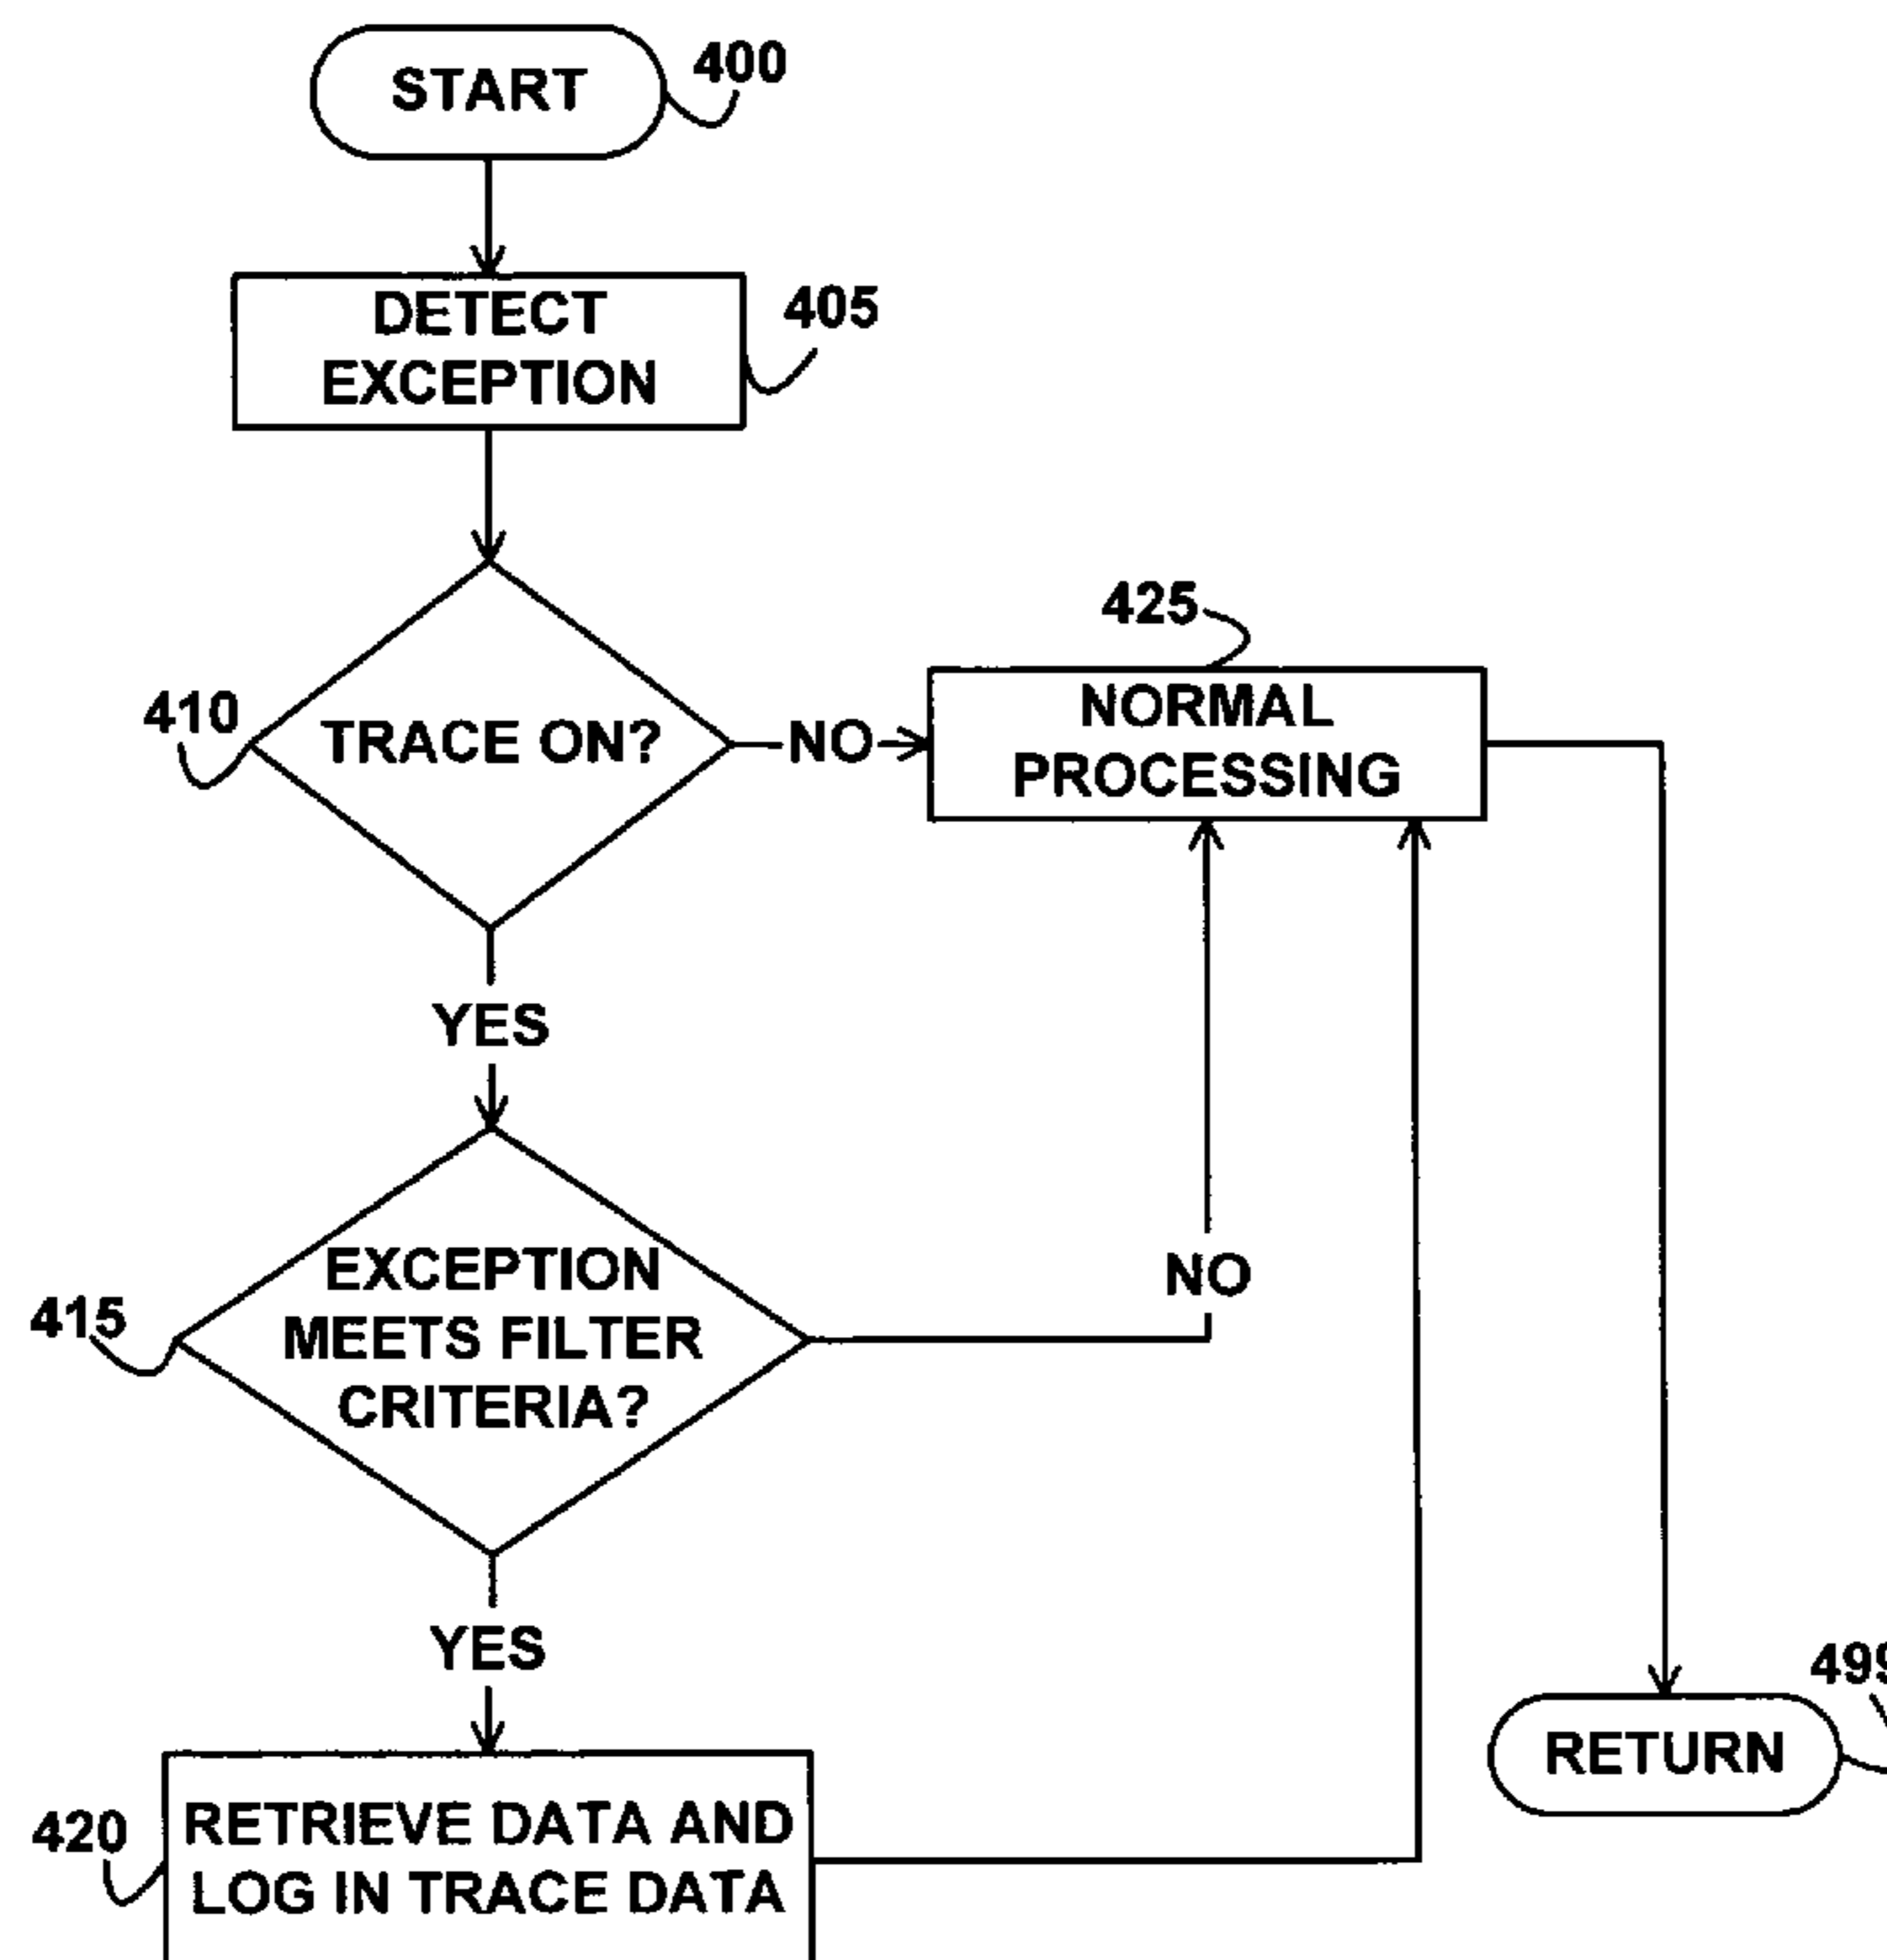 START
400
DETECT
EXCEPTION
405
410
TRACE ON?
NO
425
NORMAL
PROCESSING
YES
415
EXCEPTION
MEETS FILTER
CRITERIA?
NO
YES
499
RETURN
420
RETRIEVE DATA AND
LOG IN TRACE DATA